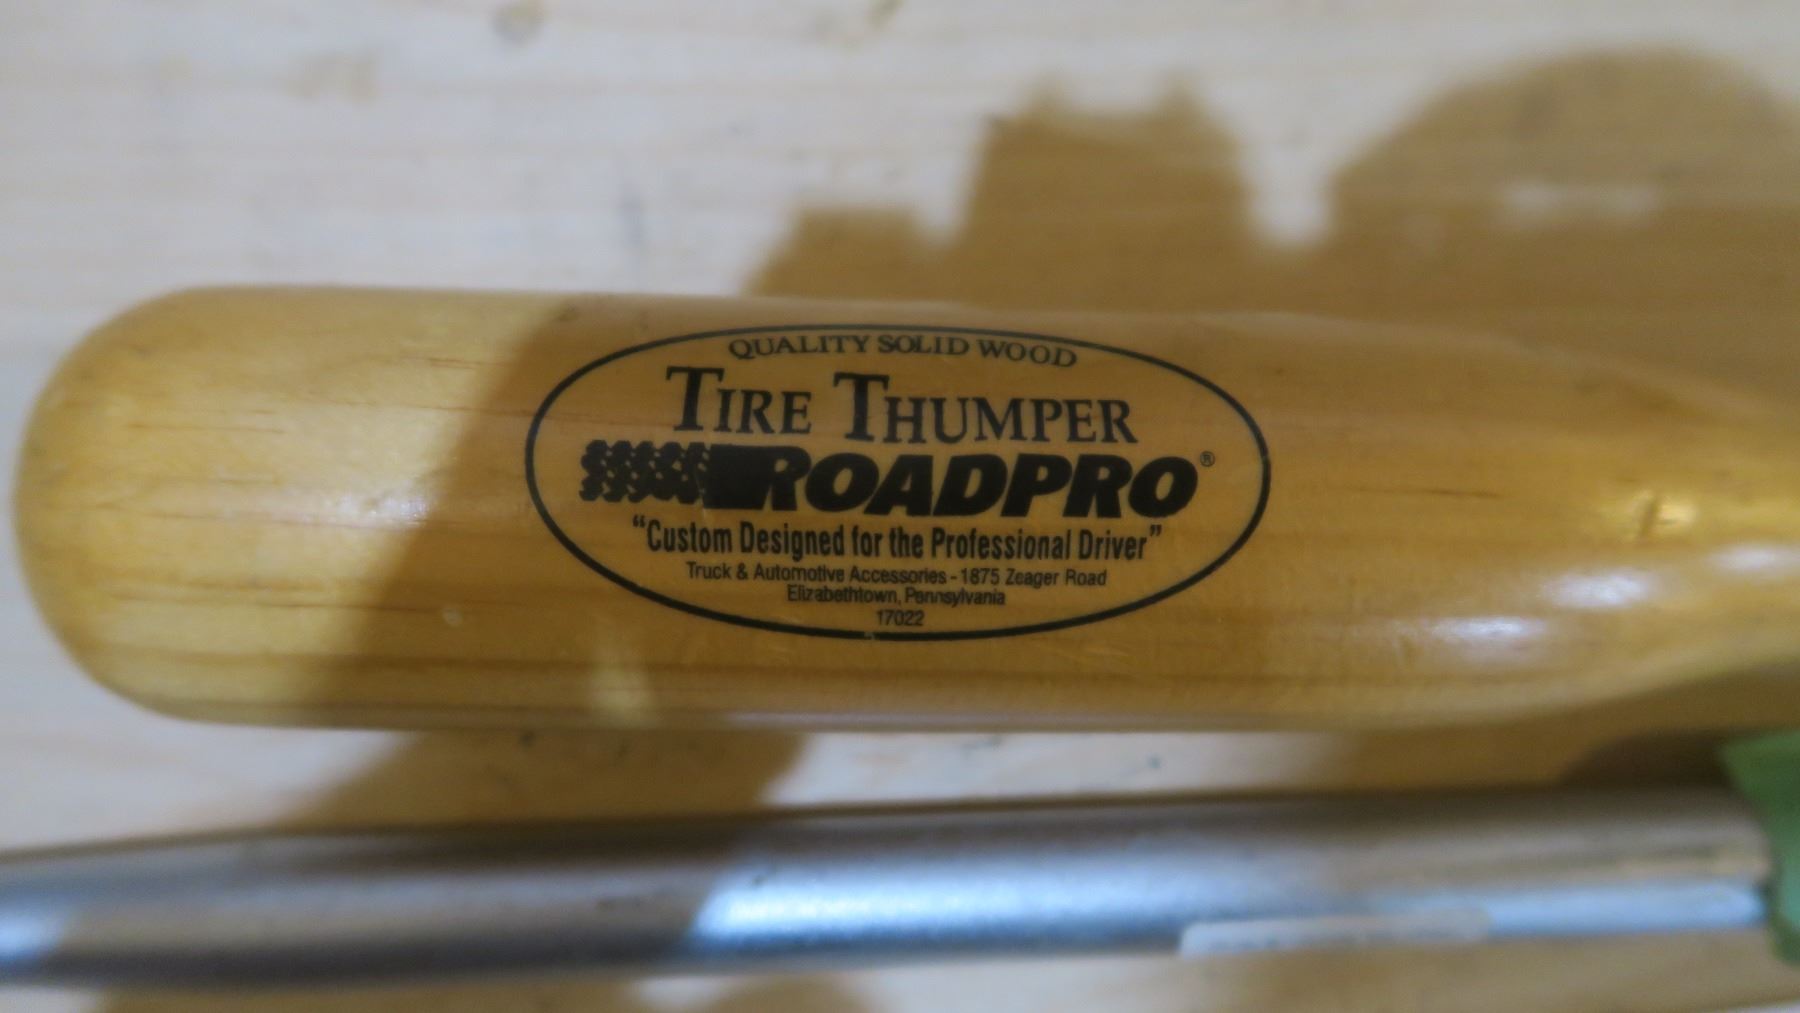 QUALITY SOLID WOOD
TIRE THUMPER
ROADPRO®
"Custom Designed for the Professional Driver"
Truck & Automotive Accessories - 1875 Zeager Road
Elizabethtown, Pennsylvania
17022